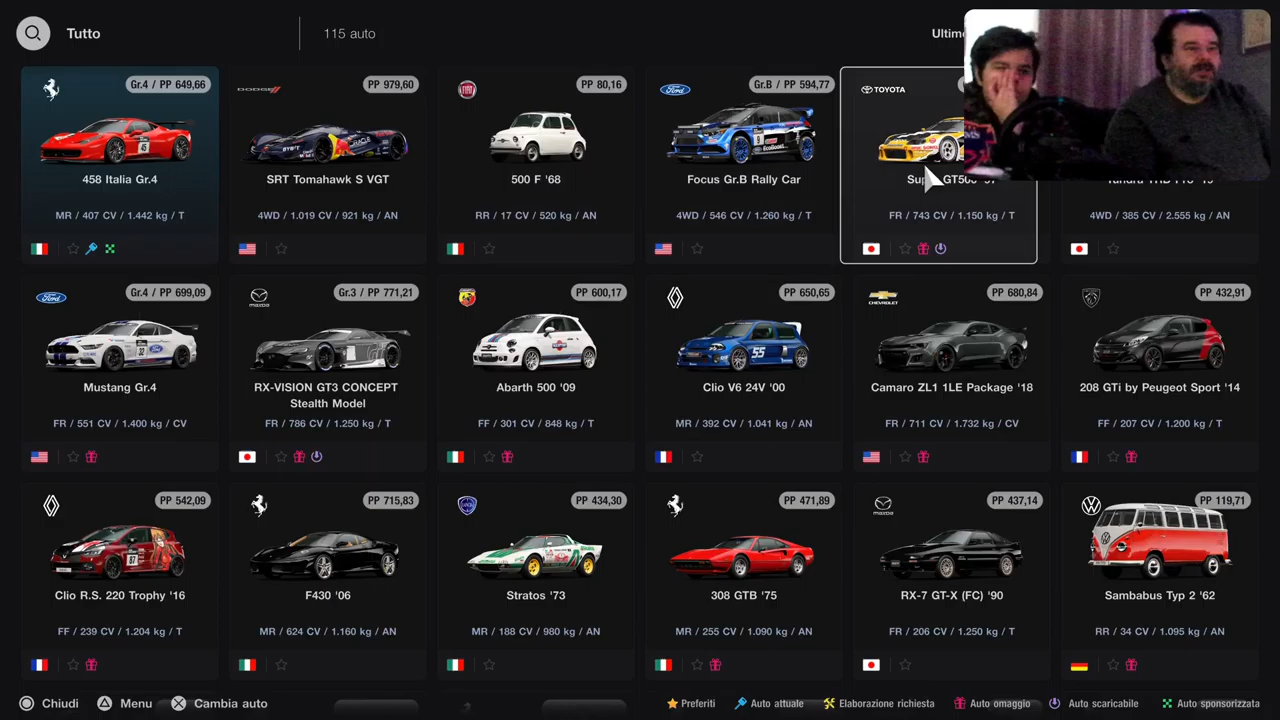 Tutto
115 auto
Ultime
Gr.4 / PP 649,66
458 Italia Gr.4
MR / 407 CV / 1.442 kg / T
DODGE
PP 979,60
SRT Tomahawk S VGT
4WD / 1.019 CV / 921 kg / AN
FIAT
PP 80,16
500 F '68
RR / 17 CV / 520 kg / AN
Ford
Gr.B / PP 594,77
Focus Gr.B Rally Car
4WD / 546 CV / 1.260 kg / T
TOYOTA
GT500 '97
FR / 743 CV / 1.150 kg / T
4WD / 385 CV / 2.555 kg / AN
Ford
Gr.4 / PP 699,09
Mustang Gr.4
FR / 551 CV / 1.400 kg / CV
mazda
Gr.3 / PP 771,21
RX-VISION GT3 CONCEPT
Stealth Model
FR / 786 CV / 1.250 kg / T
PP 600,17
Abarth 500 '09
FF / 301 CV / 848 kg / T
PP 650,65
55
Clio V6 24V '00
MR / 392 CV / 1.041 kg / AN
CHEVROLET
PP 680,84
Camaro ZL1 1LE Package '18
FR / 711 CV / 1.732 kg / CV
PP 432,91
208 GTi by Peugeot Sport '14
FF / 207 CV / 1.200 kg / T
PP 542,09
Clio R.S. 220 Trophy '16
FF / 239 CV / 1.204 kg / T
PP 715,83
F430 '06
MR / 624 CV / 1.160 kg / AN
PP 434,30
Stratos '73
MR / 188 CV / 980 kg / AN
PP 471,89
308 GTB '75
MR / 255 CV / 1.090 kg / AN
mazda
PP 437,14
RX-7 GT-X (FC) '90
FR / 206 CV / 1.250 kg / T
PP 119,71
Sambabus Typ 2 '62
RR / 34 CV / 1.095 kg / AN
Chiudi
Menu
Cambia auto
Preferiti
Auto attuale
Elaborazione richiesta
Auto omaggio
Auto scaricabile
Auto sponsorizzata